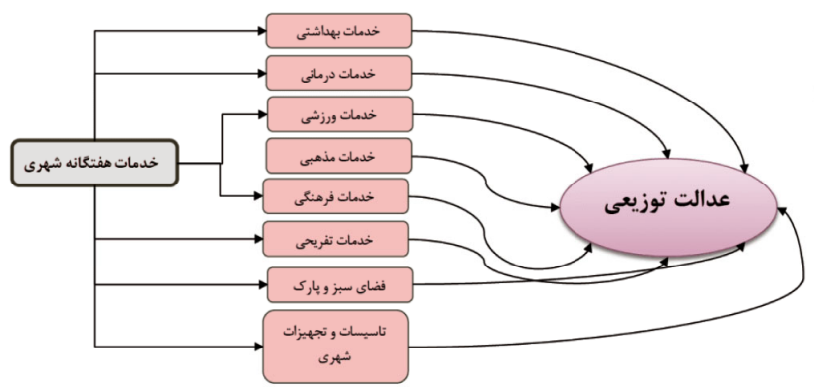 خدمات هفتگانه شهری
خدمات بهداشتی
خدمات درمانی
خدمات ورزشی
خدمات مذهبی
خدمات فرهنگی
خدمات تفریحی
فضای سبز و پارک
تاسیسات و تجهیزات
شهری
عدالت توزیعی